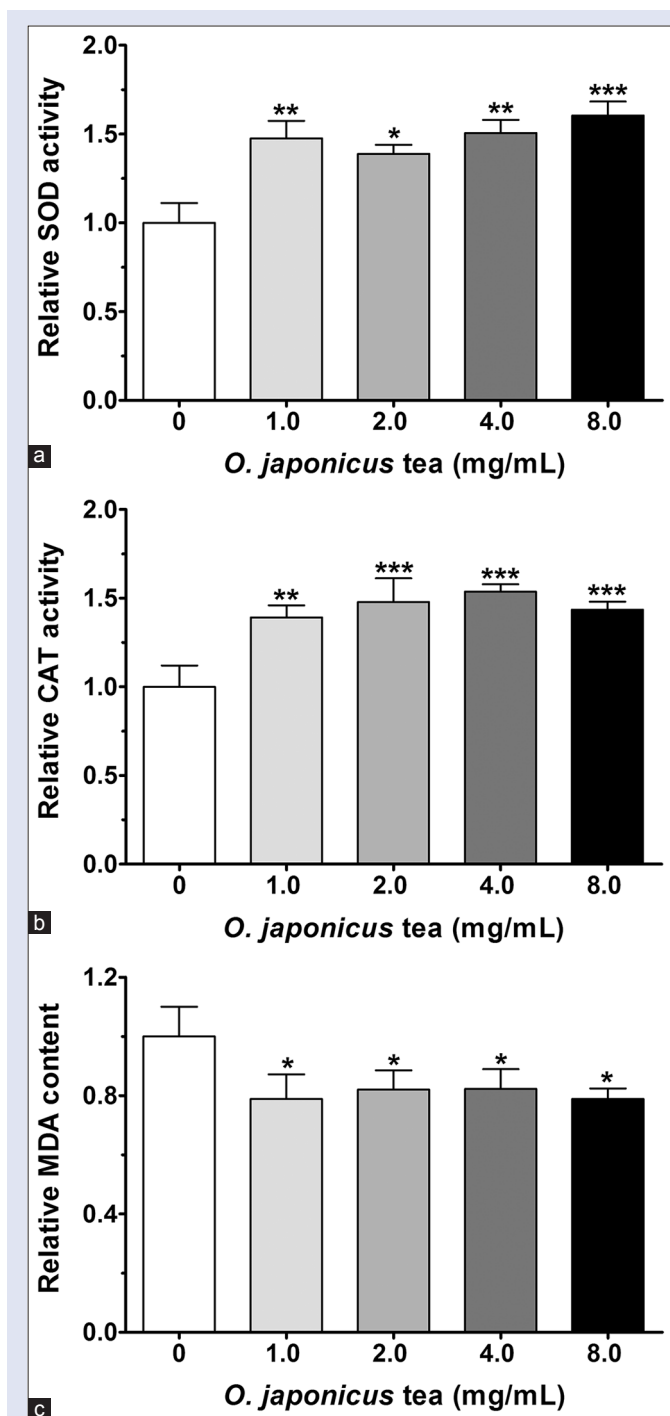 2.0
** * ** ***
1.5
1.0
0.5
0.0
Relative SOD activity
0 1.0 2.0 4.0 8.0
O. japonicus tea (mg/mL)
a
2.0
** *** *** ***
1.5
1.0
0.5
0.0
Relative CAT activity
0 1.0 2.0 4.0 8.0
O. japonicus tea (mg/mL)
b
1.2
* * * *
0.8
0.4
0.0
Relative MDA content
0 1.0 2.0 4.0 8.0
O. japonicus tea (mg/mL)
c